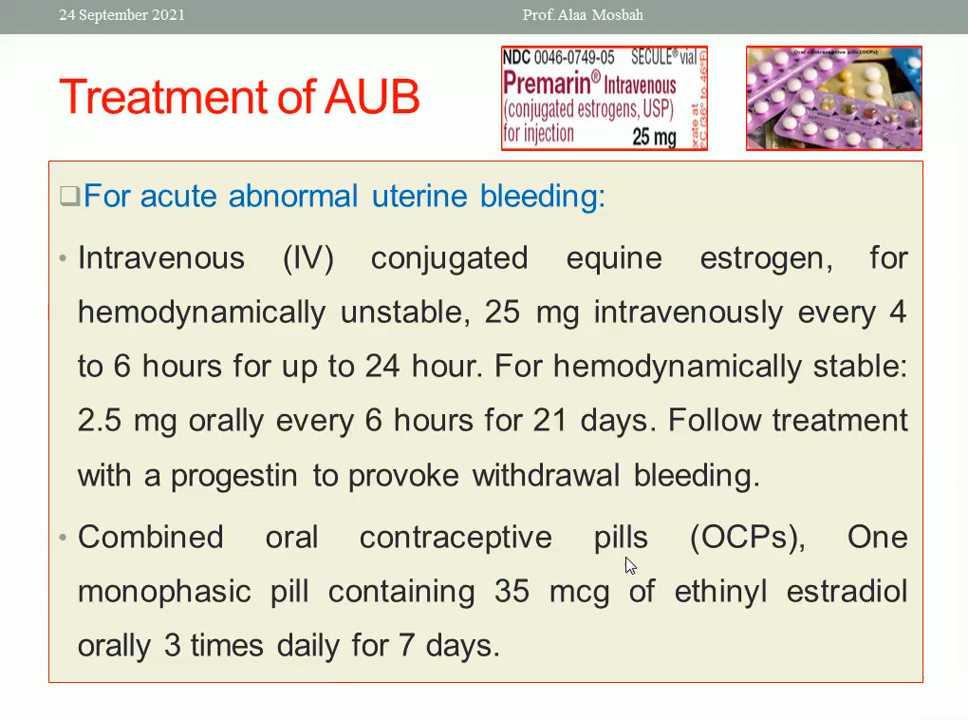 24 September 2021
Prof. Alaa Mosbah
Treatment of AUB
NDC 0046-0749-05 SECULE® vial
Premarin® Intravenous
(conjugated estrogens, USP)
for injection 25 mg
Oral contraceptive pills (OCPs)
❑For acute abnormal uterine bleeding:
• Intravenous (IV) conjugated equine estrogen, for
hemodynamically unstable, 25 mg intravenously every 4
to 6 hours for up to 24 hour. For hemodynamically stable:
2.5 mg orally every 6 hours for 21 days. Follow treatment
with a progestin to provoke withdrawal bleeding.
• Combined oral contraceptive pills (OCPs), One
monophasic pill containing 35 mcg of ethinyl estradiol
orally 3 times daily for 7 days.